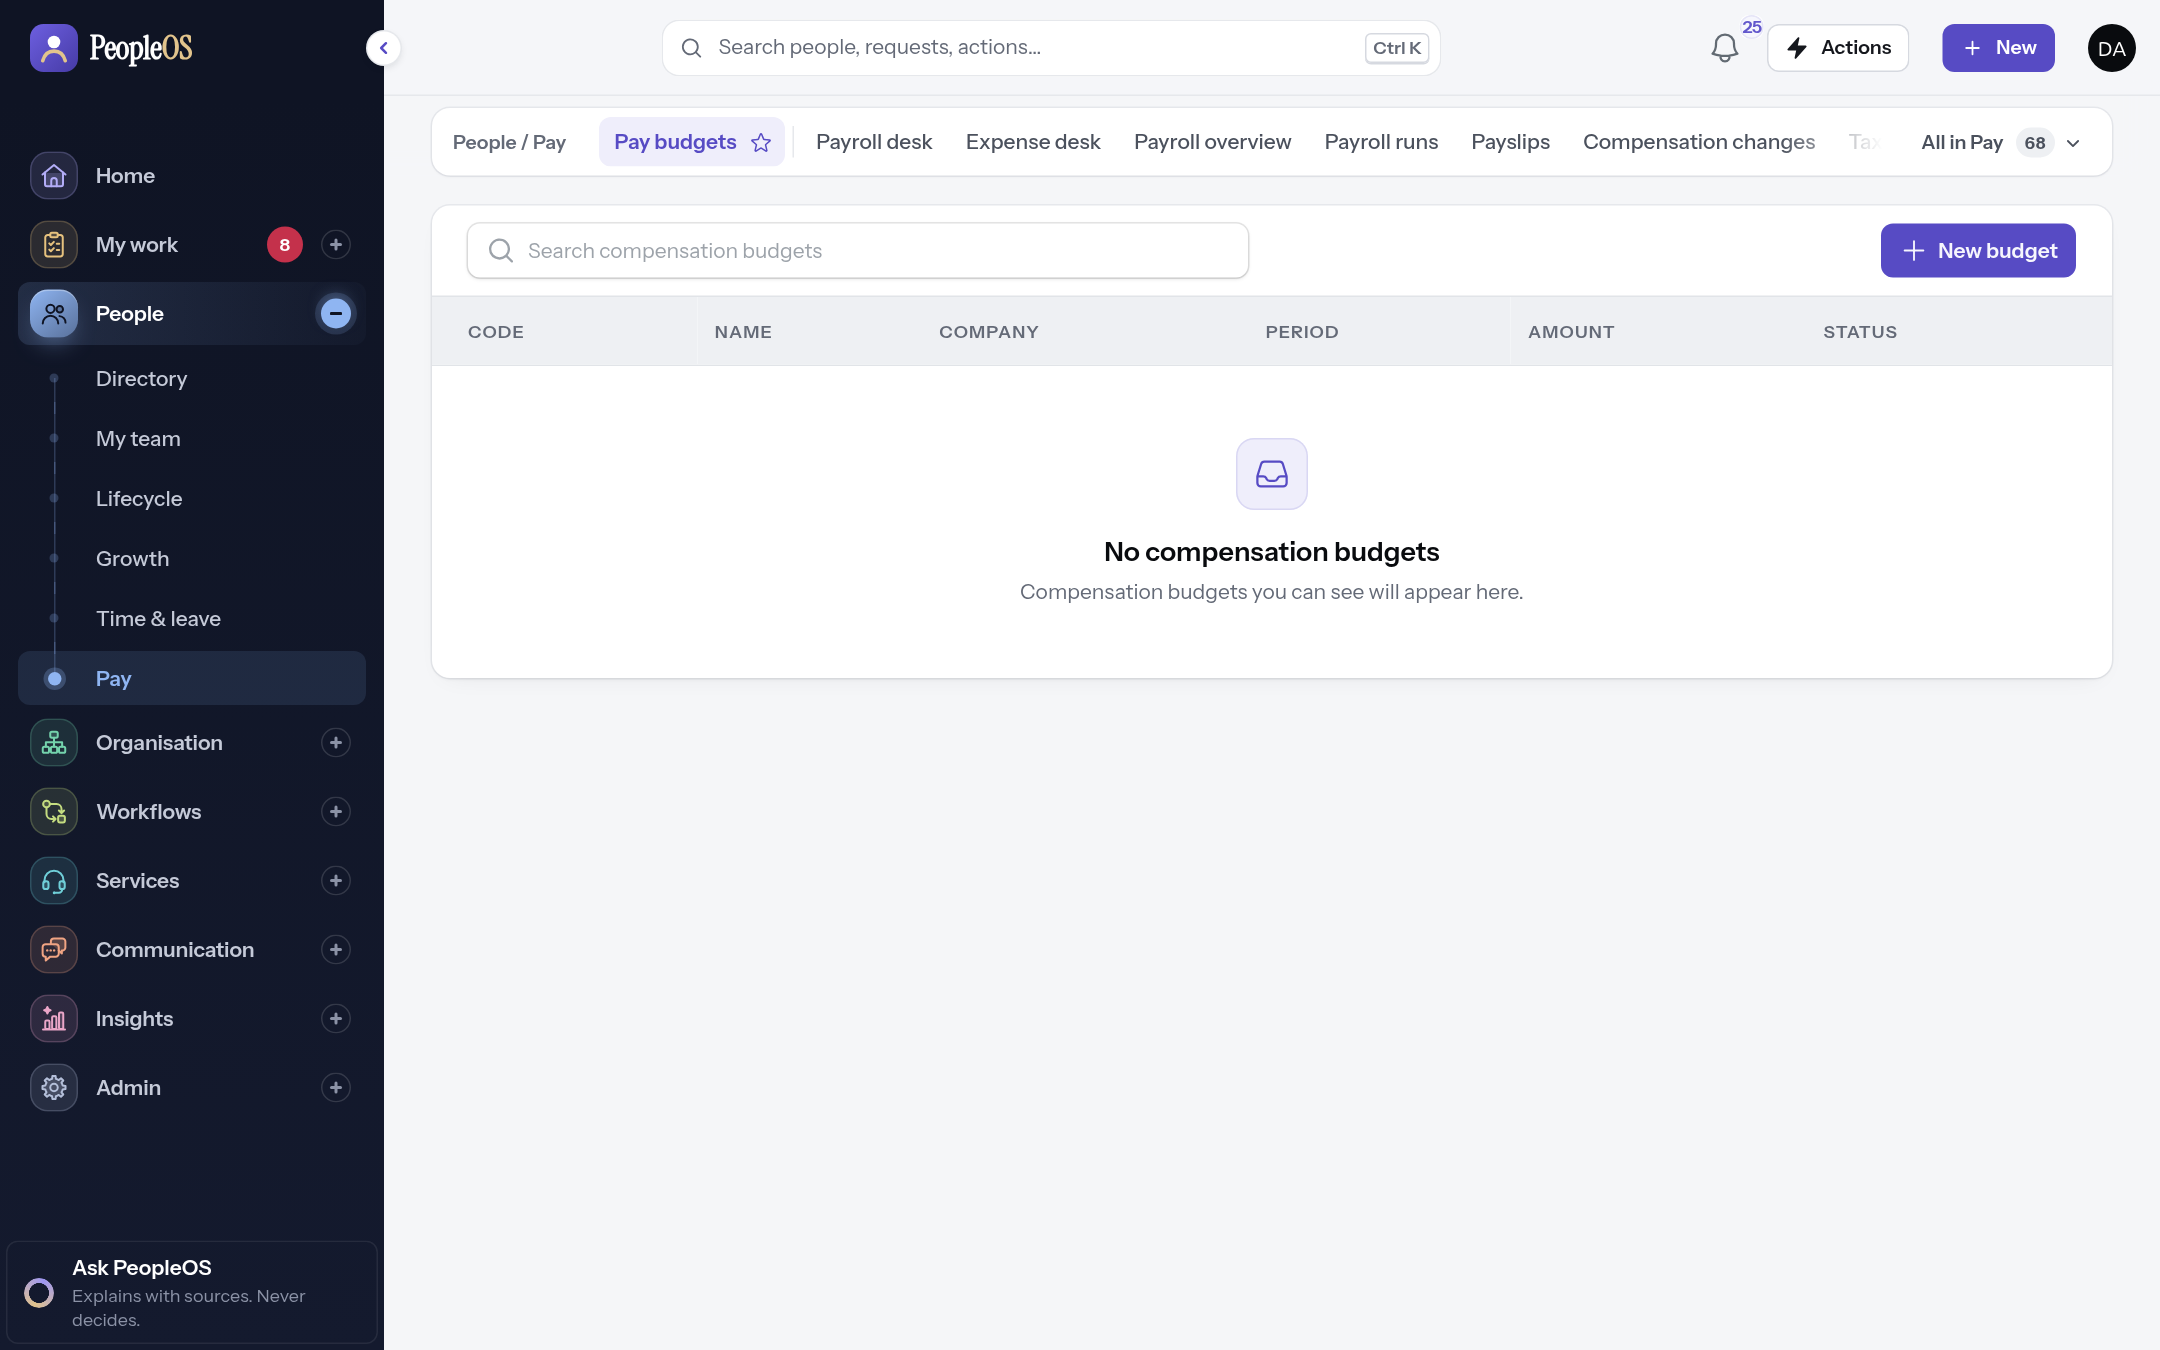 PeopleOS
Search people, requests, actions...
Ctrl K
25
Actions
New
DA
Home
My work
8
People
Directory
My team
Lifecycle
Growth
Time & leave
Pay
Organisation
Workflows
Services
Communication
Insights
Admin
Ask PeopleOS
Explains with sources. Never
decides.
People / Pay
Pay budgets
Payroll desk
Expense desk
Payroll overview
Payroll runs
Payslips
Compensation changes
Tax
All in Pay
68
Search compensation budgets
New budget
CODE
NAME
COMPANY
PERIOD
AMOUNT
STATUS
No compensation budgets
Compensation budgets you can see will appear here.